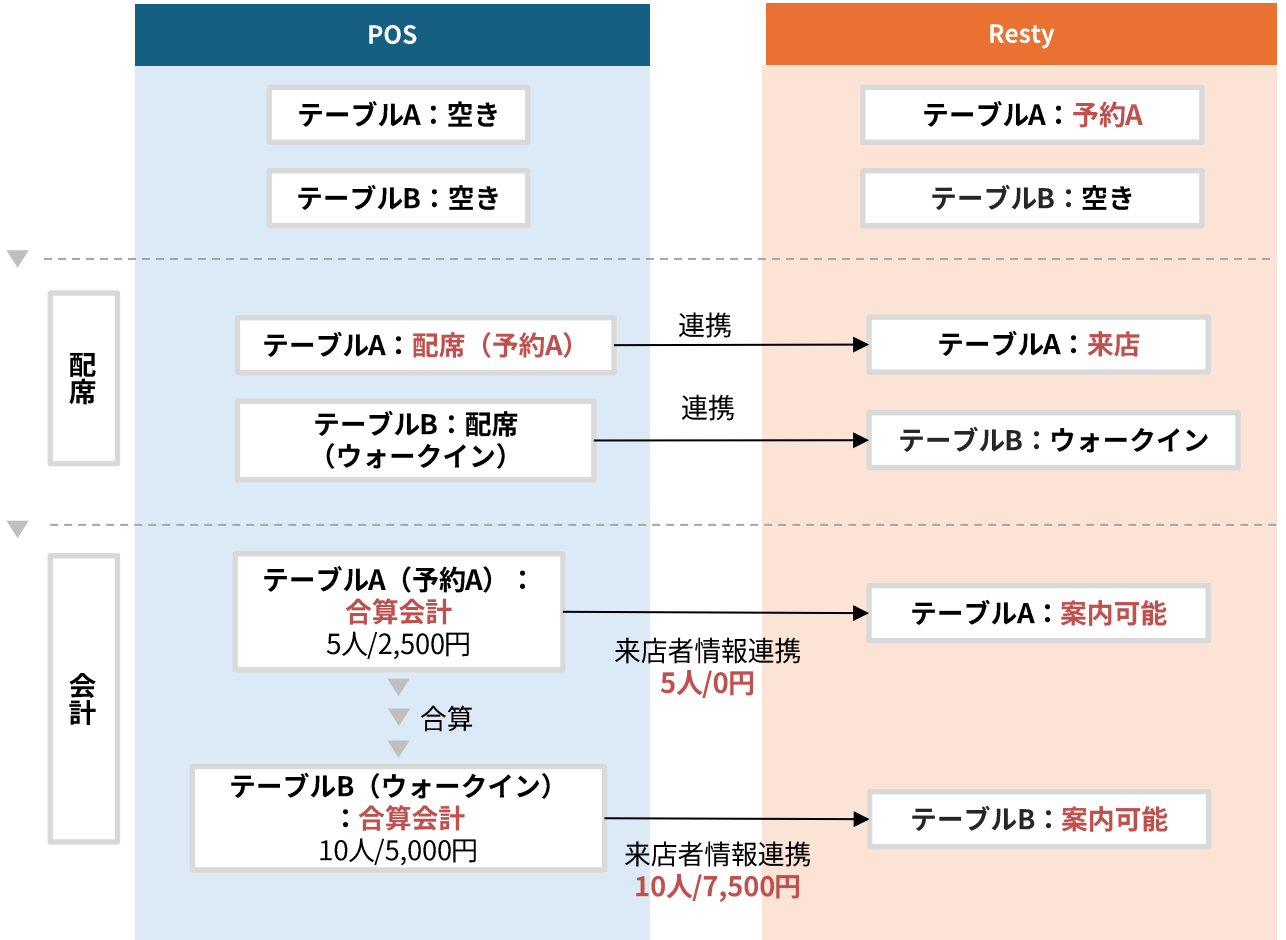 POS
Resty
テーブルA：空き
テーブルA：予約A
テーブルB：空き
テーブルB：空き
配席
テーブルA：配席（予約A）
連携
テーブルA：来店
テーブルB：配席
（ウォークイン）
連携
テーブルB：ウォークイン
会計
テーブルA（予約A）：
合算会計
5人/2,500円
来店者情報連携
5人/0円
テーブルA：案内可能
合算
テーブルB（ウォークイン）
：合算会計
10人/5,000円
来店者情報連携
10人/7,500円
テーブルB：案内可能